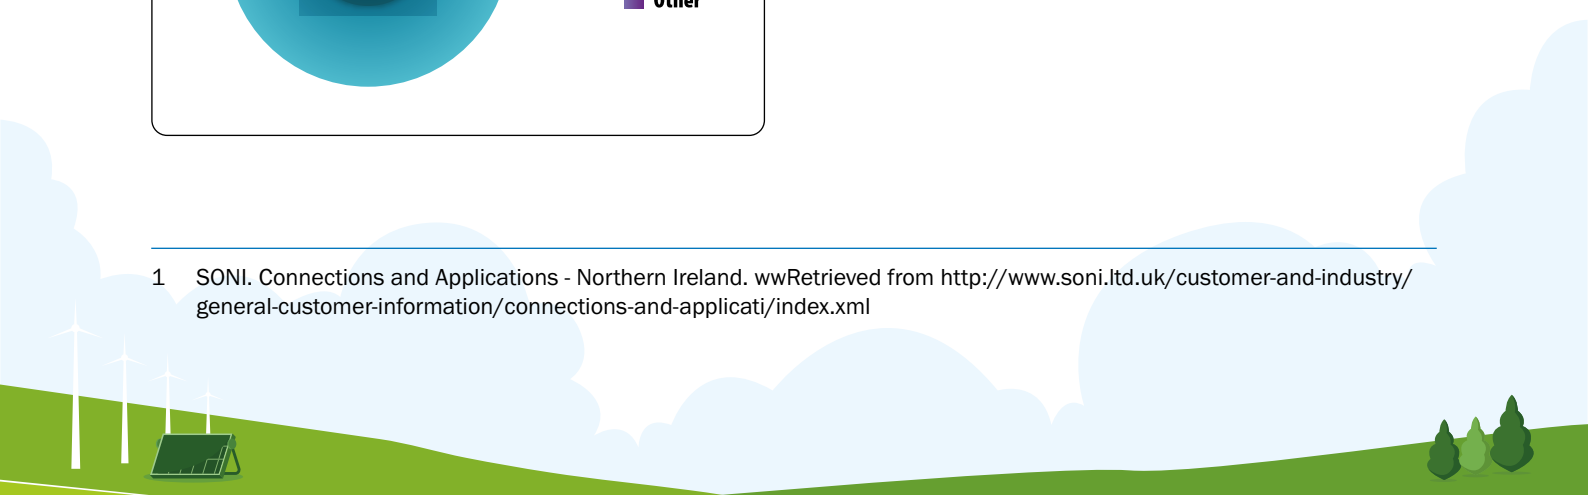 Other
1 SONI. Connections and Applications - Northern Ireland. wwRetrieved from http://www.soni.ltd.uk/customer-and-industry/
general-customer-information/connections-and-applicati/index.xml